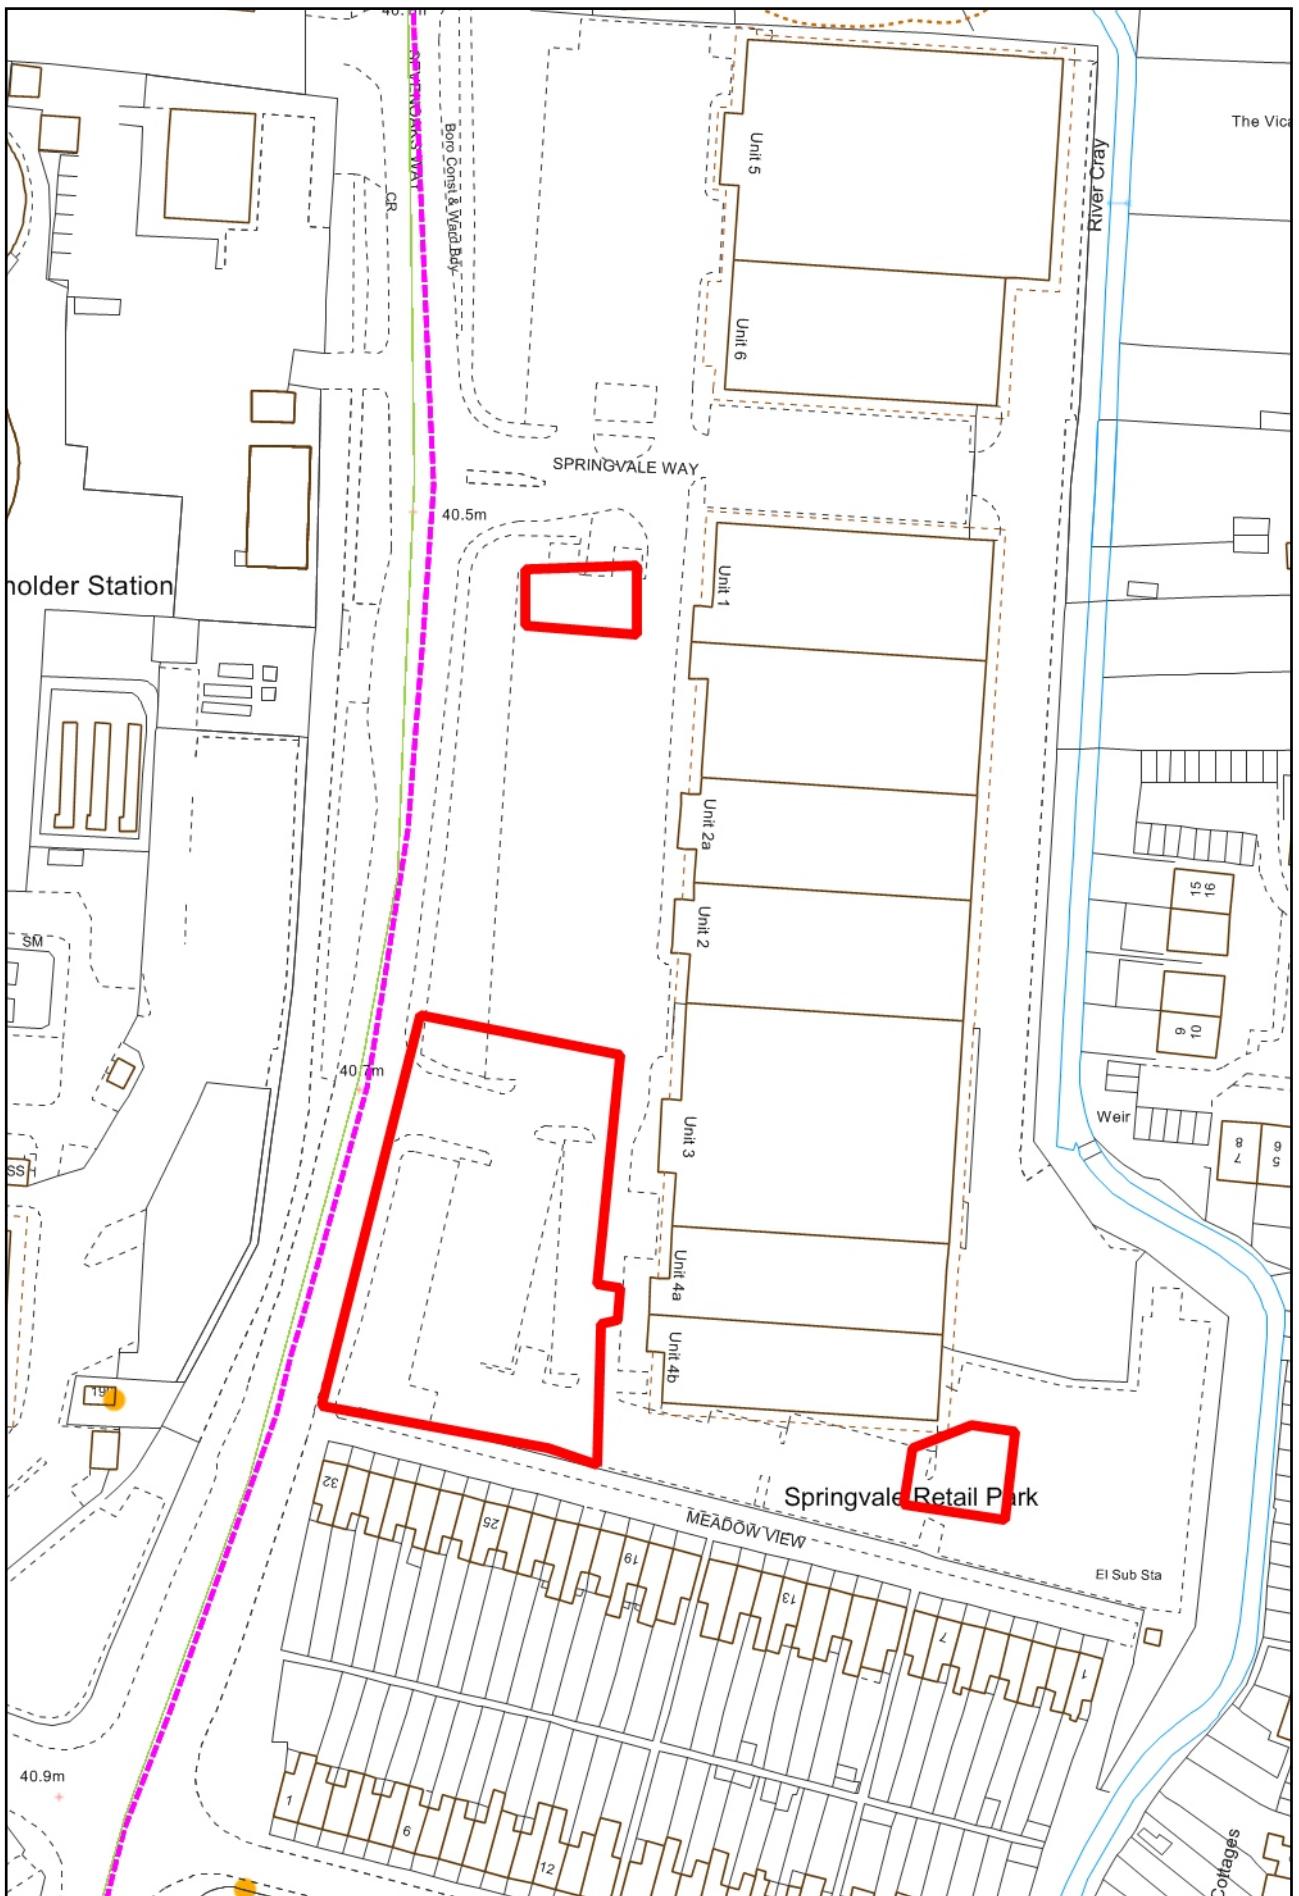 SEVENOAKS WAY
Boro Const & Ward Bdy
CR
Unit 5
River Cray
The Vica
Unit 6
SPRINGVALE WAY
40.5m
holder Station
Unit 1
Unit 2a
15
16
Unit 2
SM
9
10
40.7m
Weir
Unit 3
8
7
6
5
SS
Unit 4a
Unit 4b
19
32
25
19
13
7
1
Springvale Retail Park
MEADOW VIEW
El Sub Sta
40.9m
1
6
12
Cottages